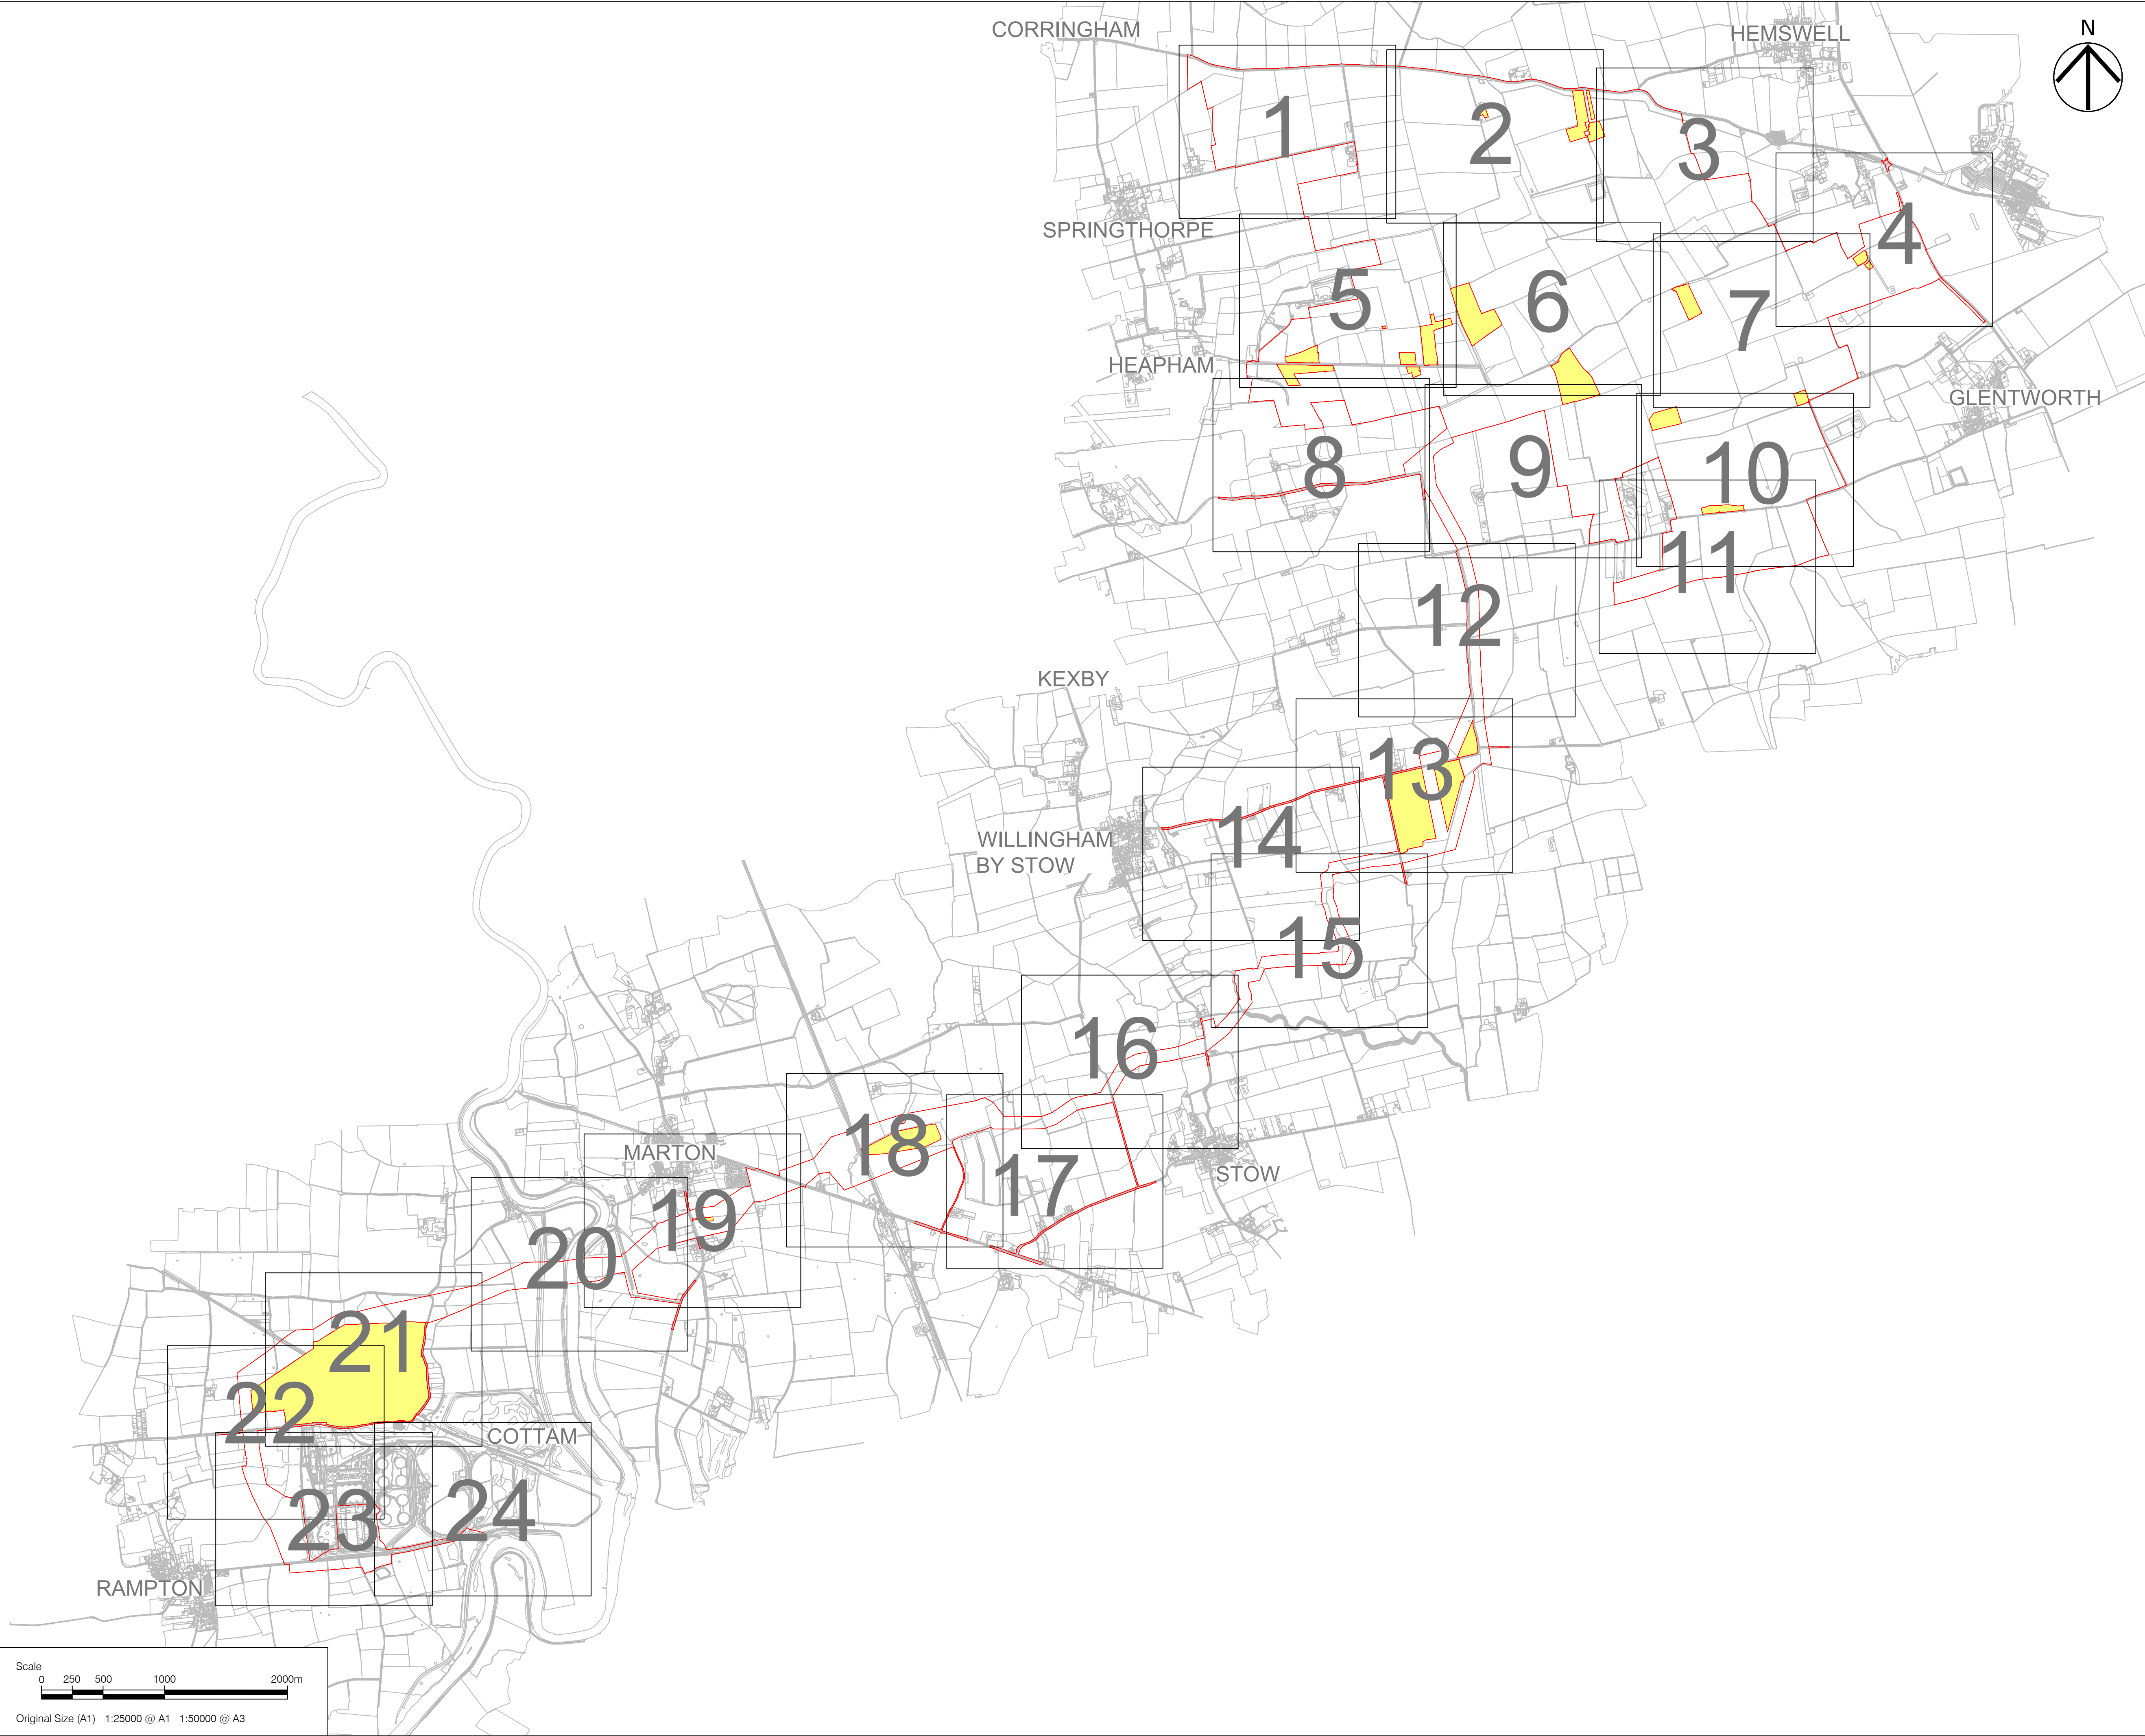 CORRINGHAM
HEMSWELL
N
1
2
3
4
SPRINGTHORPE
5
6
7
HEAPHAM
GLENTWORTH
8
9
10
11
12
KEXBY
13
14
WILLINGHAM
BY STOW
15
16
18
MARTON
17
STOW
19
20
21
22
COTTAM
23
24
RAMPTON
Scale
0 250 500 1000 2000m
Original Size (A1) 1:25000 @ A1 1:50000 @ A3